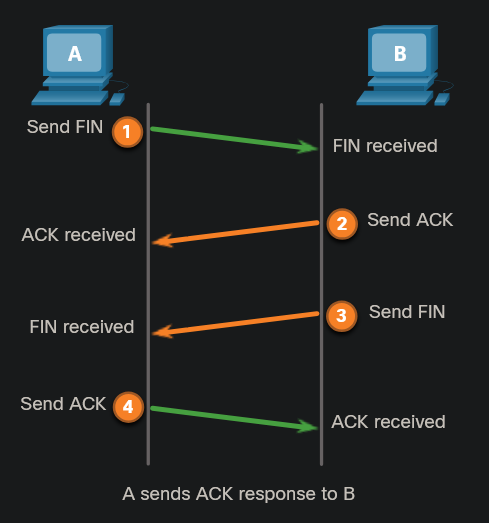 A
B
Send FIN
1
FIN received
2
Send ACK
ACK received
3
Send FIN
FIN received
Send ACK
4
ACK received
A sends ACK response to B